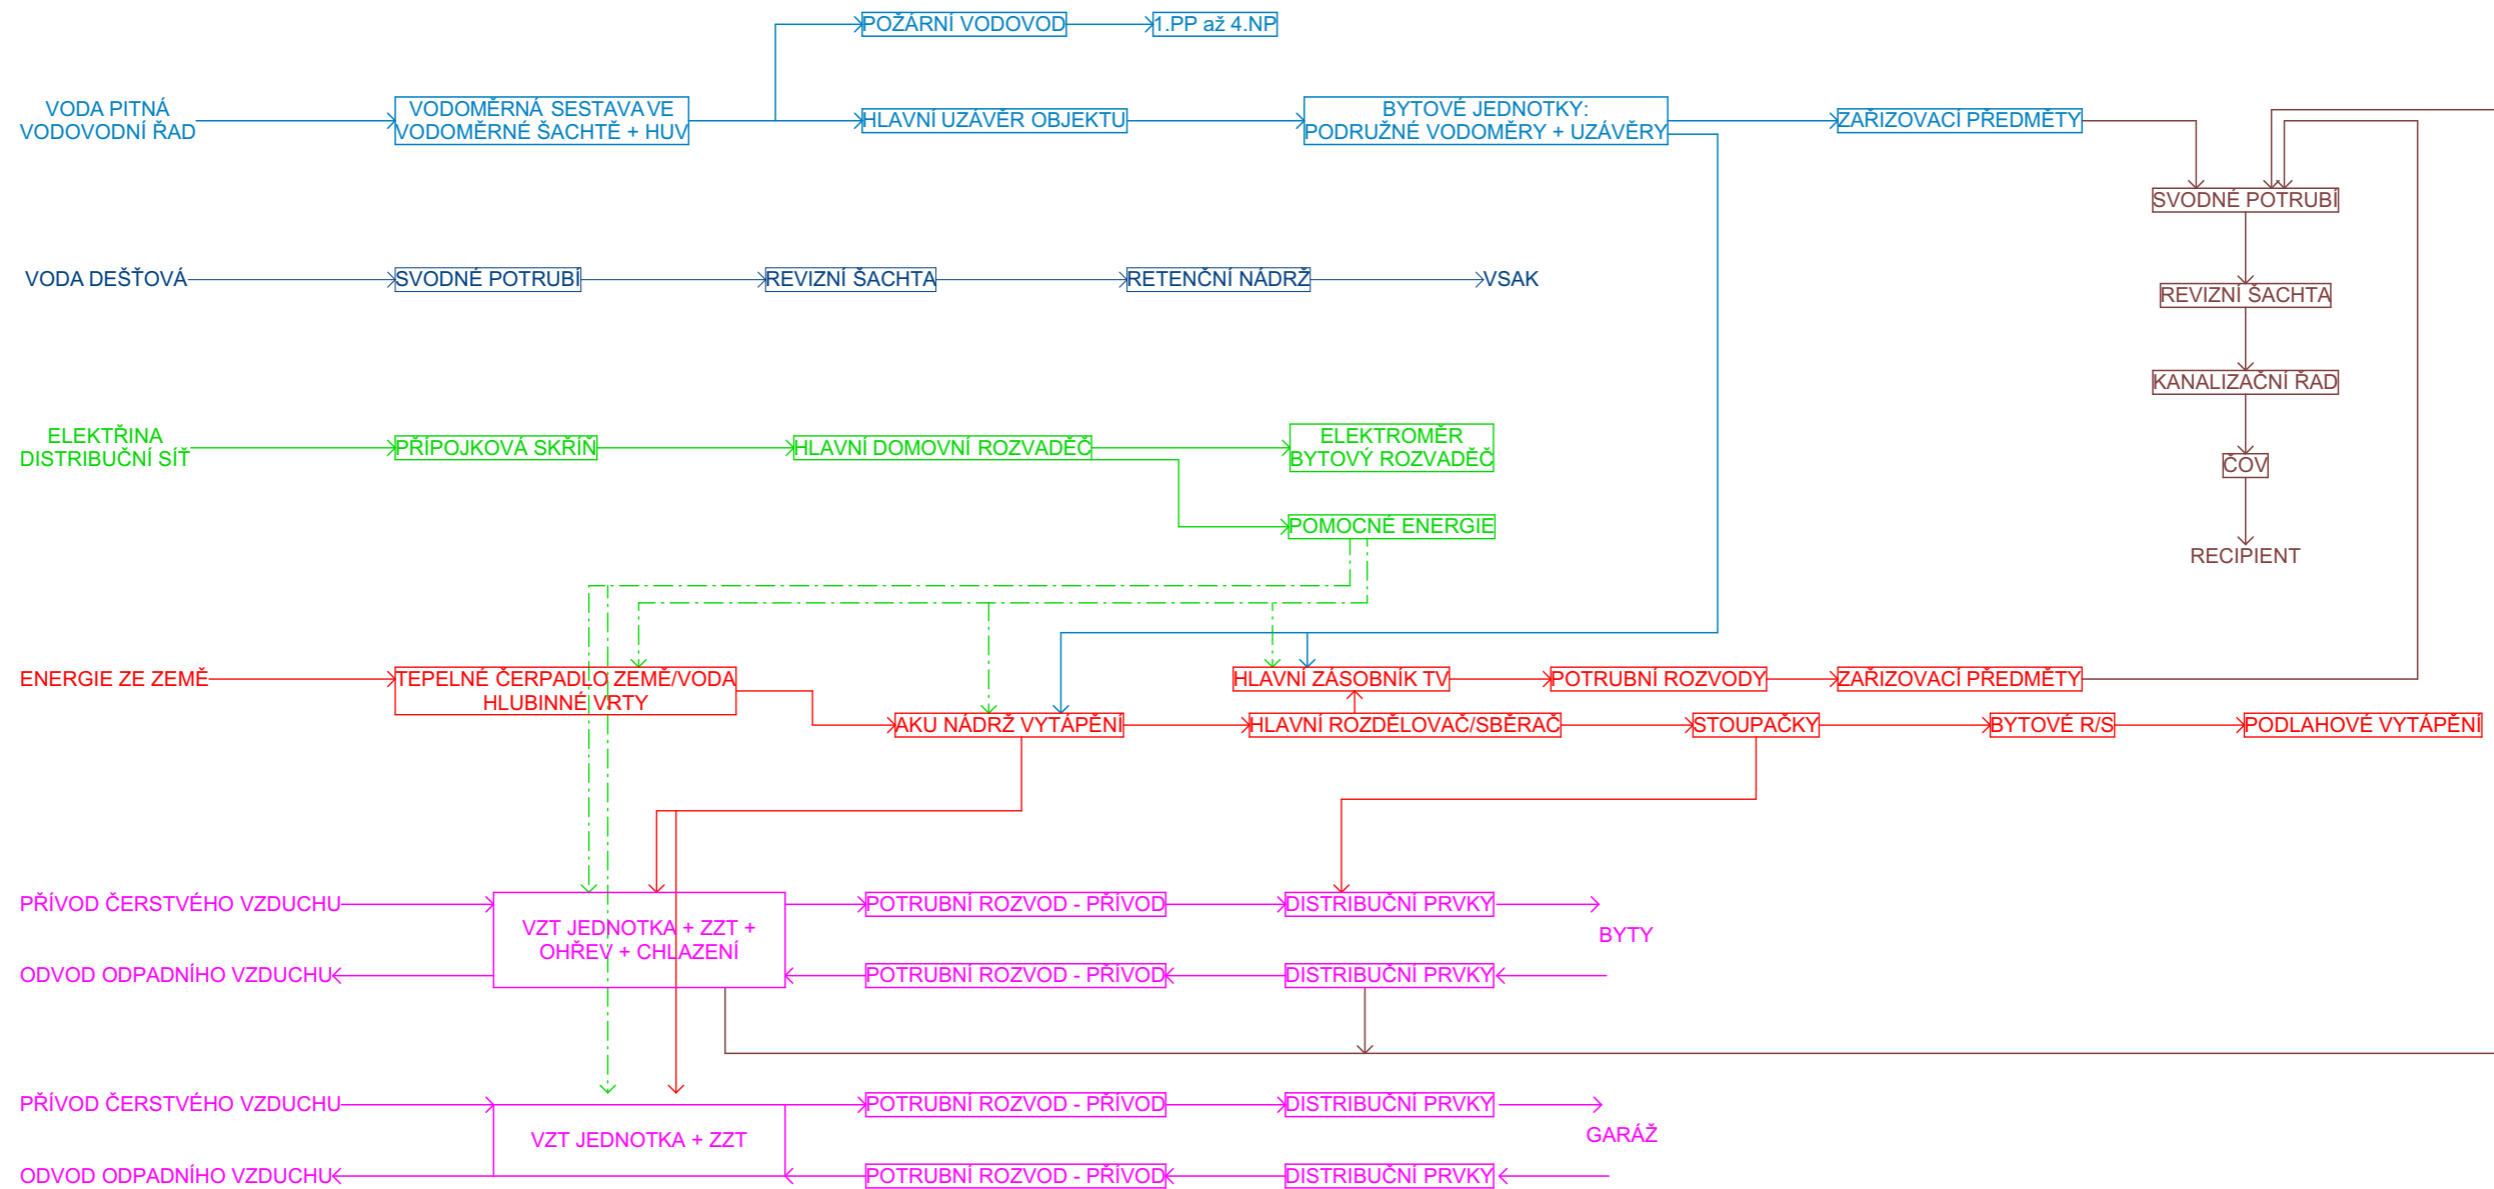 POŽÁRNÍ VODOVOD
1.PP až 4.NP
VODA PITNÁ
VODOVODNÍ ŘAD
VODOMĚRNÁ SESTAVA VE
VODOMĚRNÉ ŠACHTĚ + HUV
HLAVNÍ UZÁVĚR OBJEKTU
BYTOVÉ JEDNOTKY:
PODRUŽNÉ VODOMĚRY + UZÁVĚRY
ZAŘIZOVACÍ PŘEDMĚTY
SVODNÉ POTRUBÍ
REVIZNÍ ŠACHTA
KANALIZAČNÍ ŘAD
ČOV
RECIPIENT
VODA DEŠŤOVÁ
SVODNÉ POTRUBÍ
REVIZNÍ ŠACHTA
RETENČNÍ NÁDRŽ
VSAK
ELEKTŘINA
DISTRIBUČNÍ SÍŤ
PŘÍPOJKOVÁ SKŘÍŇ
HLAVNÍ DOMOVNÍ ROZVADĚČ
ELEKTROMĚR
BYTOVÝ ROZVADĚČ
POMOCNÉ ENERGIE
ENERGIE ZE ZEMĚ
TEPELNÉ ČERPADLO ZEMĚ/VODA
HLUBINNÉ VRTY
HLAVNÍ ZÁSOBNÍK TV
POTRUBNÍ ROZVODY
ZAŘIZOVACÍ PŘEDMĚTY
AKU NÁDRŽ VYTÁPĚNÍ
HLAVNÍ ROZDĚLOVAČ/SBĚRAČ
STOUPAČKY
BYTOVÉ R/S
PODLAHOVÉ VYTÁPĚNÍ
PŘÍVOD ČERSTVÉHO VZDUCHU
VZT JEDNOTKA + ZZT +
OHŘEV + CHLAZENÍ
POTRUBNÍ ROZVOD - PŘÍVOD
DISTRIBUČNÍ PRVKY
BYTY
ODVOD ODPADNÍHO VZDUCHU
POTRUBNÍ ROZVOD - PŘÍVOD
DISTRIBUČNÍ PRVKY
PŘÍVOD ČERSTVÉHO VZDUCHU
VZT JEDNOTKA + ZZT
POTRUBNÍ ROZVOD - PŘÍVOD
DISTRIBUČNÍ PRVKY
GARÁŽ
ODVOD ODPADNÍHO VZDUCHU
POTRUBNÍ ROZVOD - PŘÍVOD
DISTRIBUČNÍ PRVKY